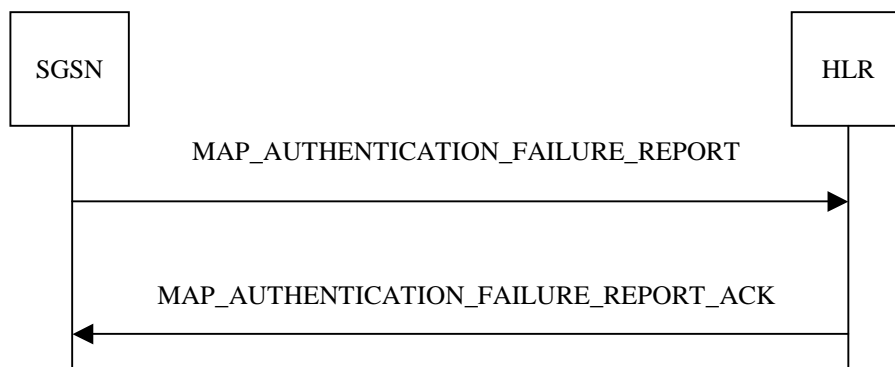 SGSN
HLR
MAP_AUTHENTICATION_FAILURE_REPORT
MAP_AUTHENTICATION_FAILURE_REPORT_ACK